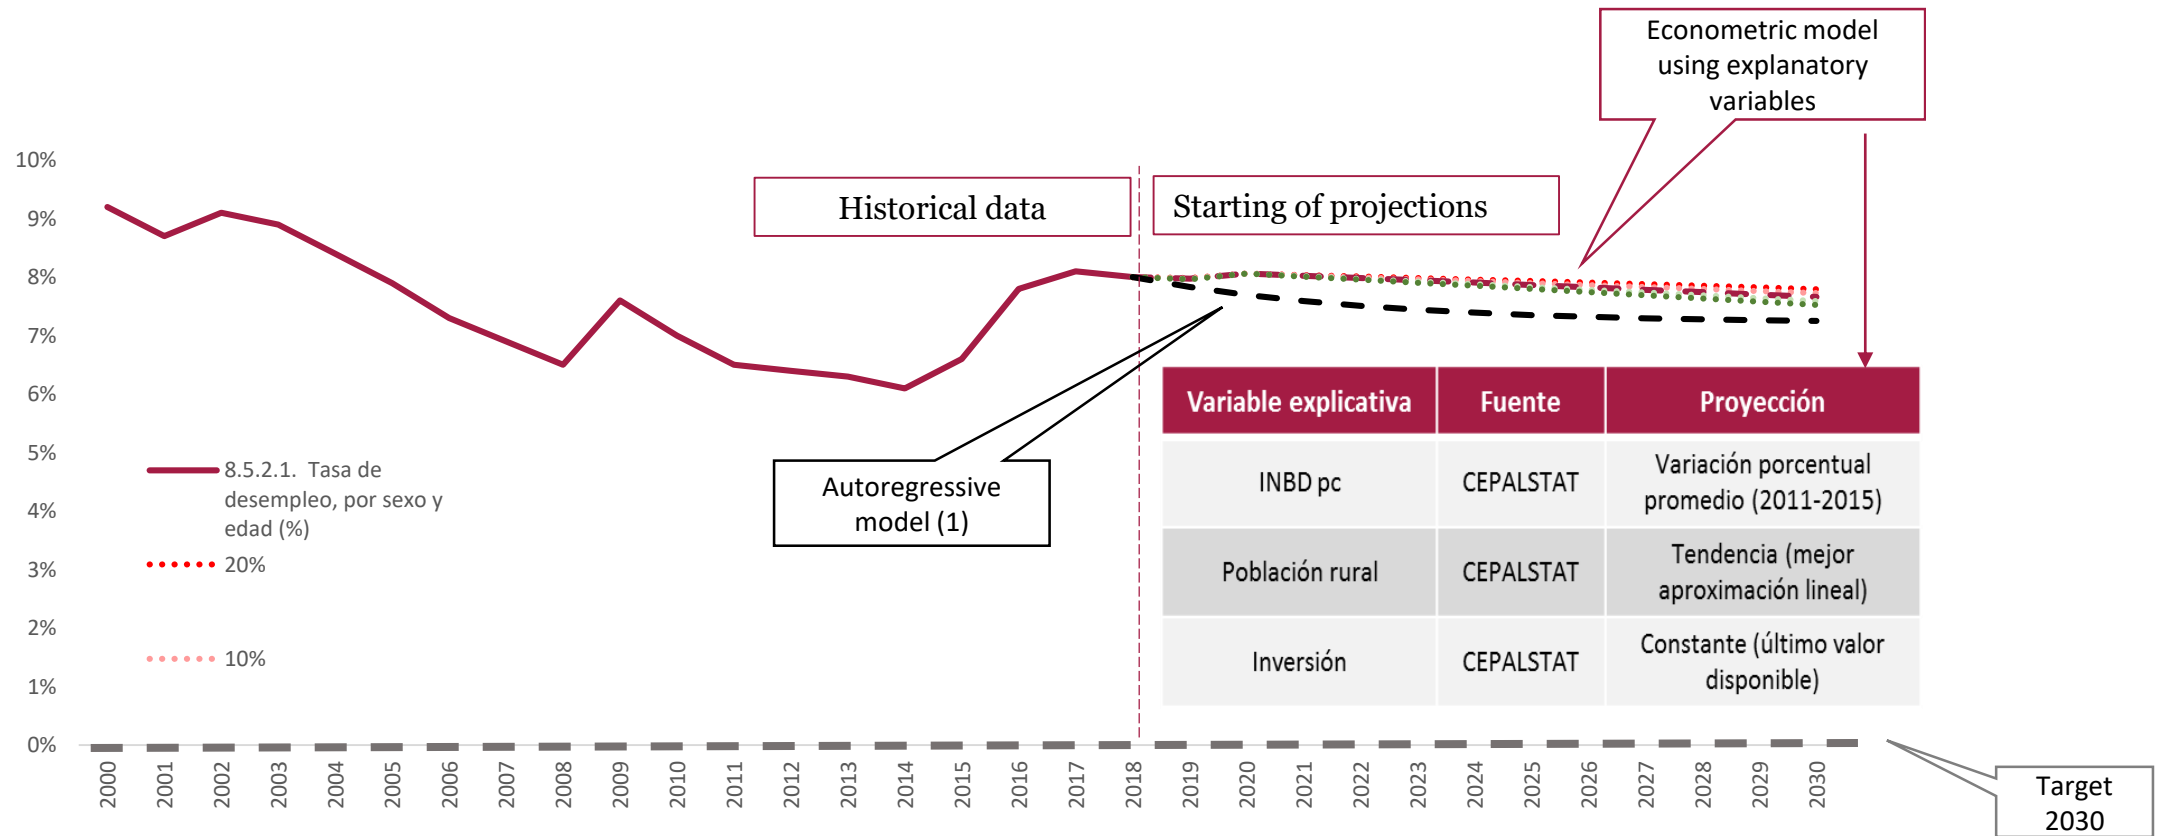 Econometric model
using explanatory
variables
Historical data
Starting of projections
10%
9%
8%
7%
6%
5%
4%
3%
2%
1%
0%
8.5.2.1. Tasa de
desempleo, por sexo y
edad (%)
20%
10%
Autoregressive
model (1)
Variable explicativa Fuente Proyección
INBD pc CEPALSTAT Variación porcentual
promedio (2011-2015)
Población rural CEPALSTAT Tendencia (mejor
aproximación lineal)
Inversión CEPALSTAT Constante (último valor
disponible)
2000
2001
2002
2003
2004
2005
2006
2007
2008
2009
2010
2011
2012
2013
2014
2015
2016
2017
2018
2019
2020
2021
2022
2023
2024
2025
2026
2027
2028
2029
2030
Target
2030